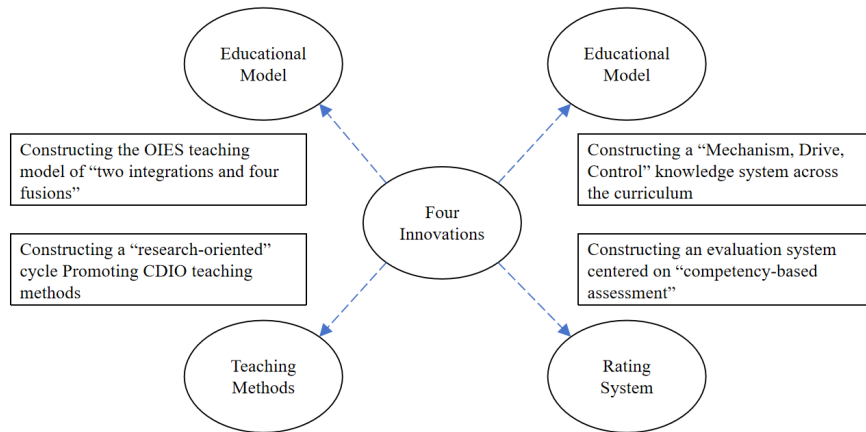 Educational
Model
Educational
Model
Constructing the OIES teaching
model of “two integrations and four
fusions”
Constructing a “Mechanism, Drive,
Control” knowledge system across
the curriculum
Four
Innovations
Constructing a “research-oriented”
cycle Promoting CDIO teaching
methods
Constructing an evaluation system
centered on “competency-based
assessment”
Teaching
Methods
Rating
System